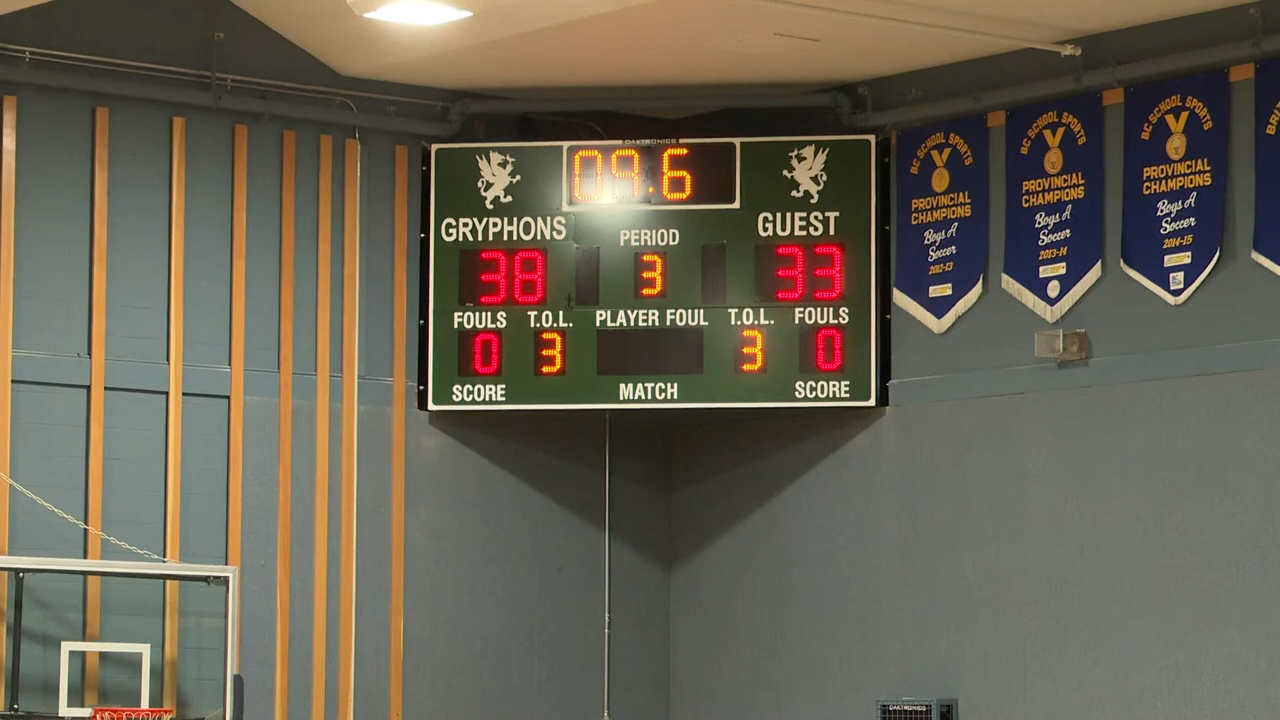 DAKTRONICS
09.6
GRYPHONS
GUEST
PERIOD
38
3
33
FOULS T.O.L. PLAYER FOUL T.O.L. FOULS
0 3 3 0
SCORE MATCH SCORE
BC SCHOOL SPORTS
PROVINCIAL
CHAMPIONS
Boys A
Soccer
2012-13
BC SCHOOL SPORTS
PROVINCIAL
CHAMPIONS
Boys A
Soccer
2013-14
BC SCHOOL SPORTS
PROVINCIAL
CHAMPIONS
Boys A
Soccer
2014-15
DAKTRONICS